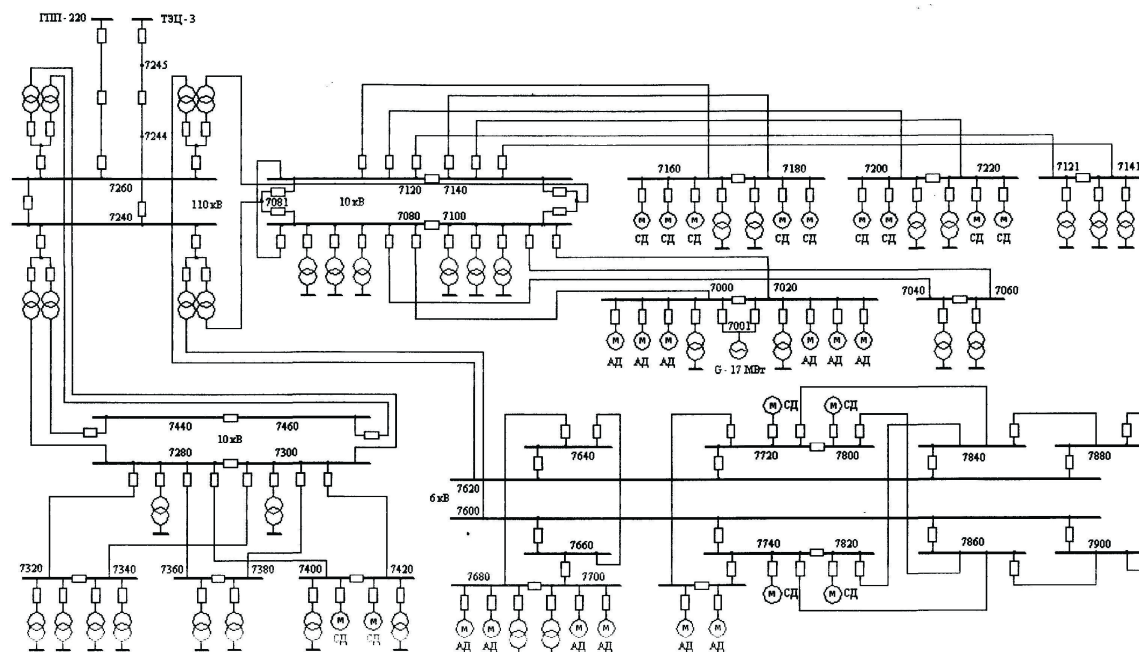 ГПП - 220
ТЭЦ - 3
7245
7244
7260
7240
110 кВ
7081
10 кВ
7120
7140
7080
7100
7160
7180
7200
7220
7121
7141
М
М
М
М
М
М
М
М
М
СД
СД
СД
СД
СД
СД
СД
СД
СД
7000
7020
7040
7060
7001
М
М
М
М
М
М
АД
АД
АД
АД
АД
АД
G - 17 МВт
7440
7460
10 кВ
7280
7300
7320
7340
7360
7380
7400
7420
М
М
СД
СД
М
СД
М
СД
7640
7720
7800
7840
7880
7620
6 кВ
7600
7660
7740
7820
7860
7900
7680
7700
М
СД
М
СД
М
М
М
М
М
АД
АД
АД
АД
АД